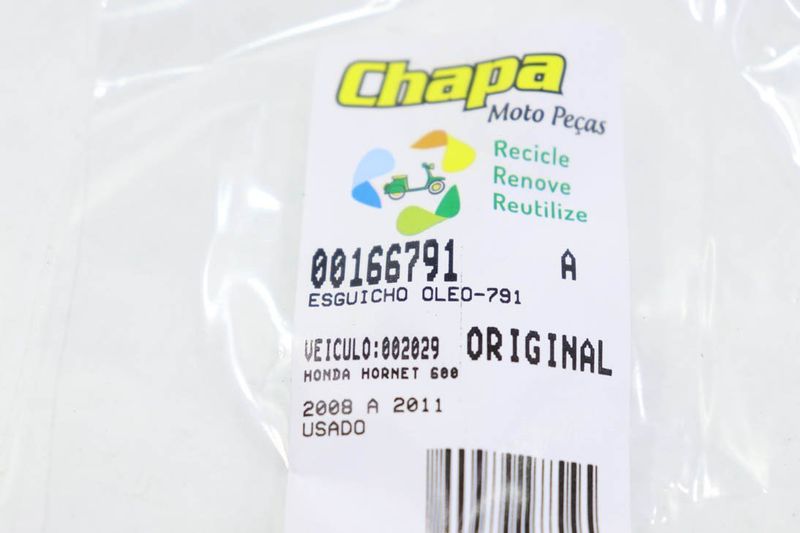 Chapa
Moto Peças
Recicle
Renove
Reutilize
00166791 A
ESGUICHO OLEO-791
VEICULO:002029 ORIGINAL
HONDA HORNET 600
2008 A 2011
USADO